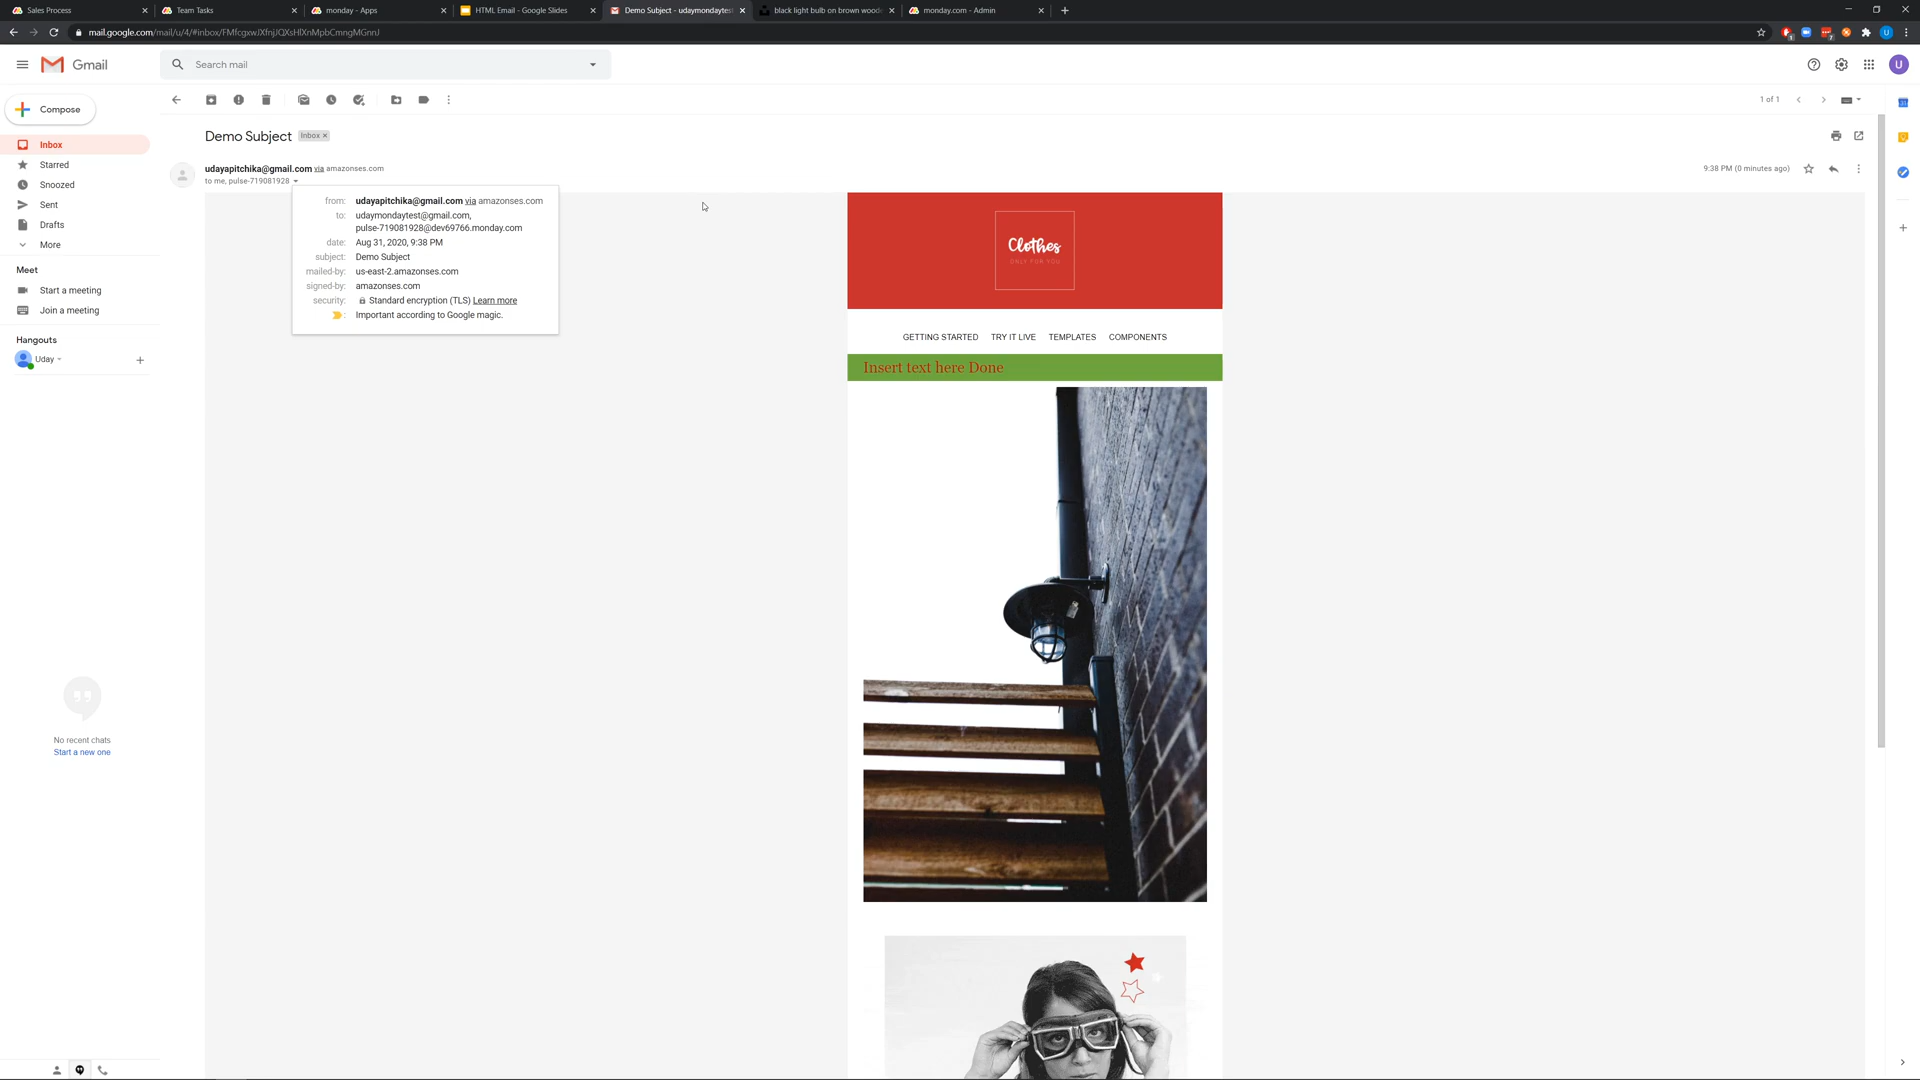 Sales Process
Team Tasks
monday - Apps
HTML Email - Google Slides
Demo Subject - udaymondaytest
black light bulb on brown woode
monday.com - Admin
mail.google.com/mail/u/4/#inbox/FMfcgxwJXfnjJQXsHlXnMpbCmngMGnnJ
Gmail
Search mail
U
Compose
Inbox
Starred
Snoozed
Sent
Drafts
More
Meet
Start a meeting
Join a meeting
Hangouts
Uday
No recent chats
Start a new one
1 of 1
Demo Subject Inbox x
udayapitchika@gmail.com via amazonses.com
to me, pulse-719081928
9:38 PM (0 minutes ago)
from: udayapitchika@gmail.com via amazonses.com
to: udaymondaytest@gmail.com,
pulse-719081928@dev69766.monday.com
date: Aug 31, 2020, 9:38 PM
subject: Demo Subject
mailed-by: us-east-2.amazonses.com
signed-by: amazonses.com
security: Standard encryption (TLS) Learn more
: Important according to Google magic.
Clothes
ONLY FOR YOU
GETTING STARTED TRY IT LIVE TEMPLATES COMPONENTS
Insert text here Done